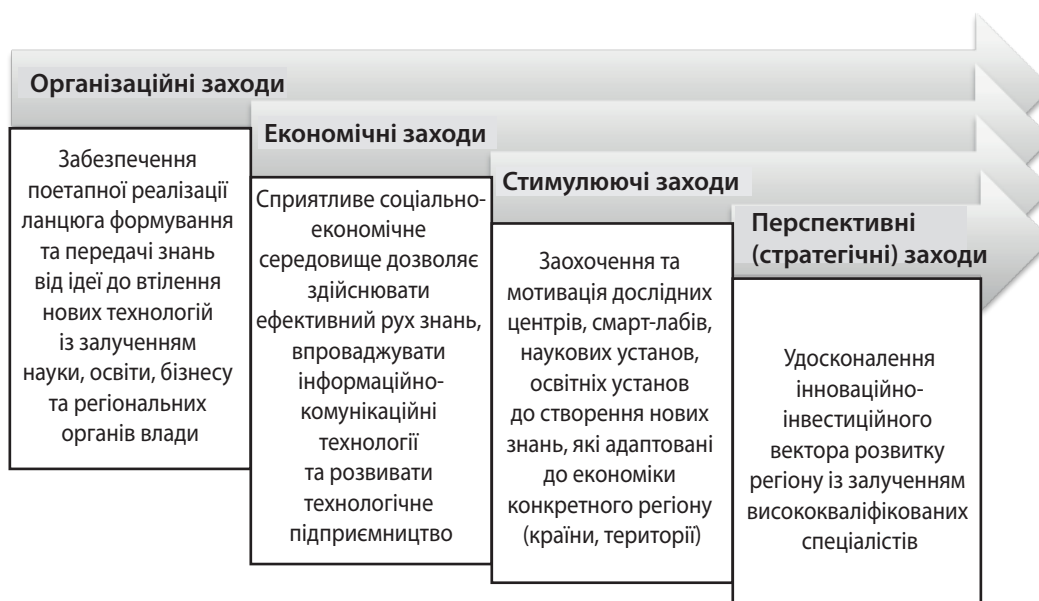 Організаційні заходи
Забезпечення
поетапної реалізації
ланцюга формування
та передачі знань
від ідеї до втілення
нових технологій
із залученням
науки, освіти, бізнесу
та регіональних
органів влади
Економічні заходи
Сприятливе соціально-
економічне
середовище дозволяє
здійснювати
ефективний рух знань,
впроваджувати
інформаційно-
комунікаційні
технології
та розвивати
технологічне
підприємництво
Стимулюючі заходи
Заохочення та
мотивація дослідних
центрів, смарт-лабів,
наукових установ,
освітніх установ
до створення нових
знань, які адаптовані
до економіки
конкретного регіону
(країни, території)
Перспективні
(стратегічні) заходи
Удосконалення
інноваційно-
інвестиційного
вектора розвитку
регіону із залученням
висококваліфікованих
спеціалістів